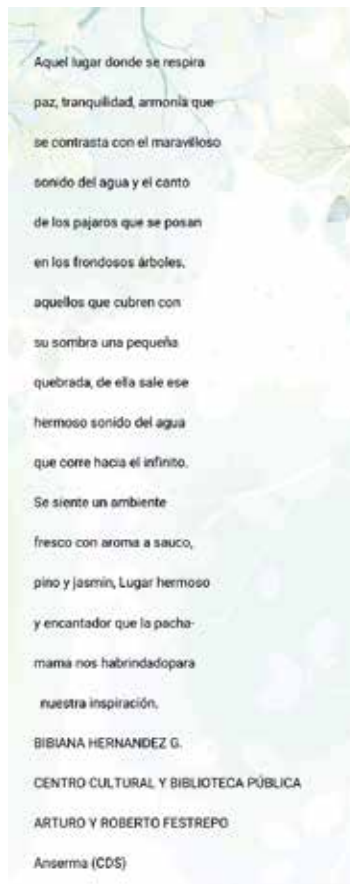 Aquel lugar donde se respira
paz, tranquilidad, armonía que
se contrasta con el maravilloso
sonido del agua y el canto
de los pajaros que se posan
en los frondosos árboles,
aquellos que cubren con
su sombra una pequeña
quebrada, de ella sale ese
hermoso sonido del agua
que corre hacia el infinito.
Se siente un ambiente
fresco con aroma a sauco,
pino y jasmin, Lugar hermoso
y encantador que la pacha-
mama nos habrindadopara
nuestra inspiración.
BIBIANA HERNANDEZ G.
CENTRO CULTURAL Y BIBLIOTECA PÚBLICA
ARTURO Y ROBERTO FESTREPO
Anserma (CDS)